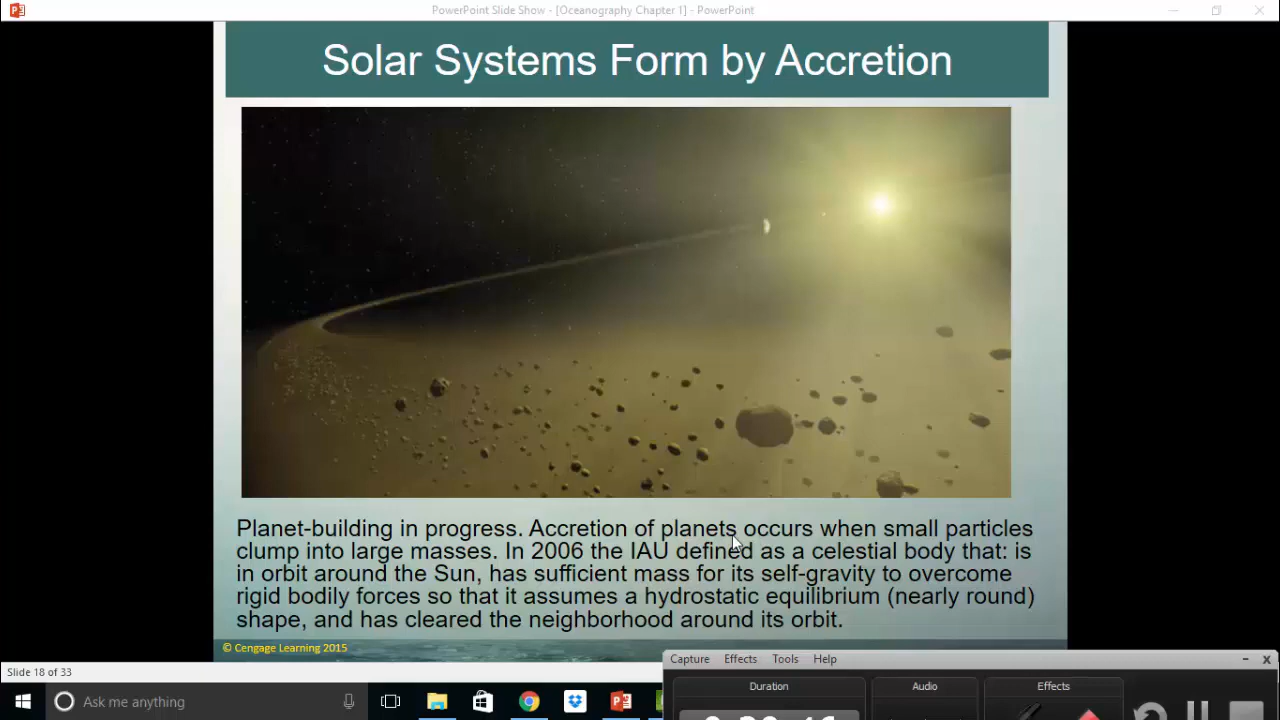 PowerPoint Slide Show - [Oceanography Chapter 1] - PowerPoint
Solar Systems Form by Accretion
Planet-building in progress. Accretion of planets occurs when small particles
clump into large masses. In 2006 the IAU defined as a celestial body that: is
in orbit around the Sun, has sufficient mass for its self-gravity to overcome
rigid bodily forces so that it assumes a hydrostatic equilibrium (nearly round)
shape, and has cleared the neighborhood around its orbit.
© Cengage Learning 2015
Slide 18 of 33
Capture Effects Tools Help
Duration Audio Effects
Ask me anything